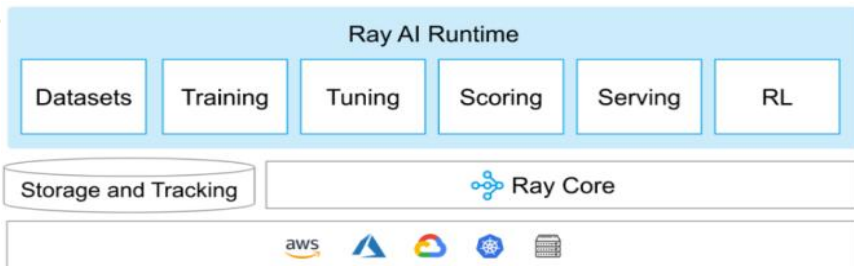 Ray AI Runtime
Datasets Training Tuning Scoring Serving RL
Storage and Tracking Ray Core
aws